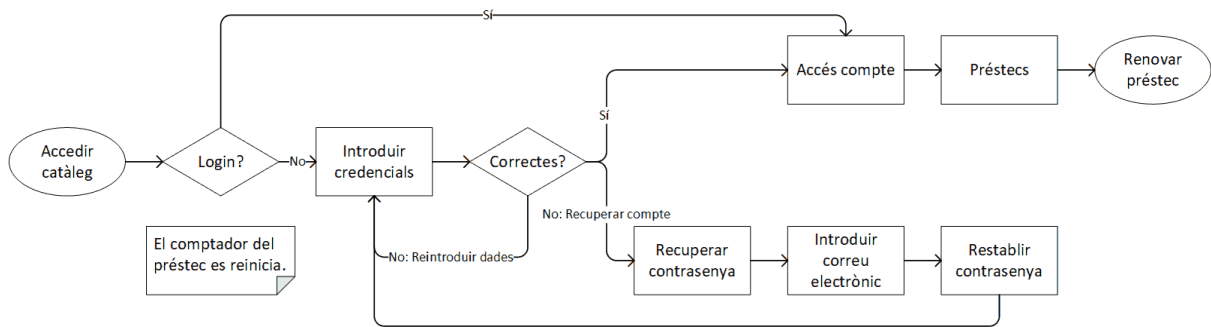 Sí
Accés compte
Préstecs
Renovar
préstec
Sí
Accedir
catàleg
Login?
No
Introduir
credencials
Correctes?
No: Recuperar compte
El comptador del
préstec es reinicia.
No: Reintroduir dades
Recuperar
contrasenya
Introduir
correu
electrònic
Restablir
contrasenya